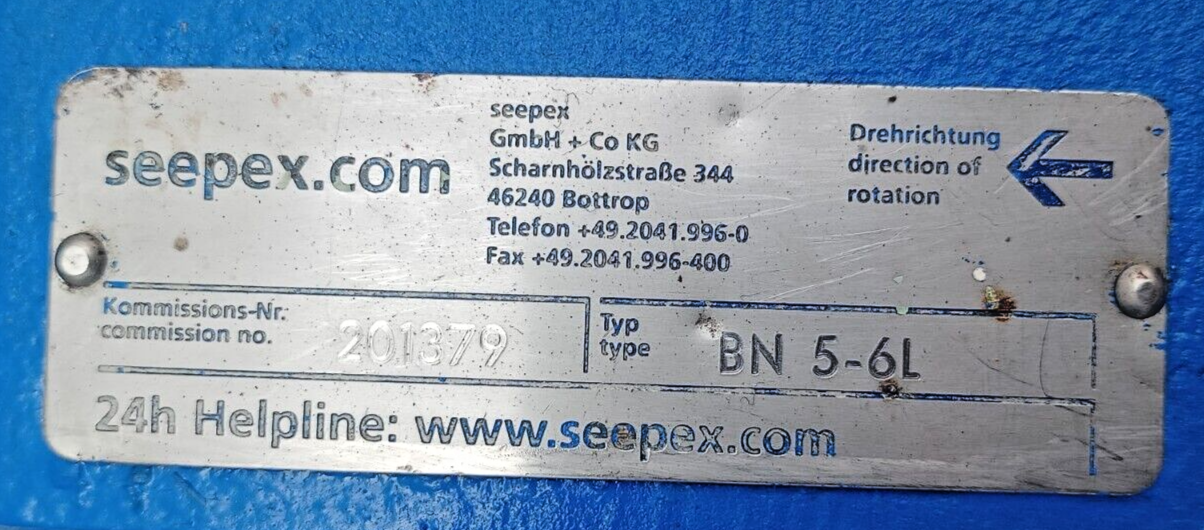 seepex.com
seepex
GmbH + Co KG
Scharnhölzstraße 344
46240 Bottrop
Telefon +49.2041.996-0
Fax +49.2041.996-400
Drehrichtung
direction of
rotation
Kommissions-Nr.
commission no.
201379
Typ
type
BN 5-6L
24h Helpline: www.seepex.com